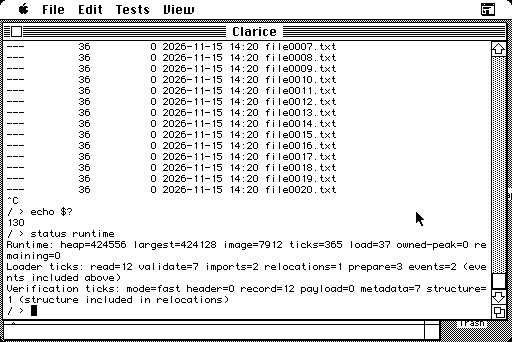 File Edit Tests View
Clarice
--- 36 0 2026-11-15 14:20 file0007.txt
--- 36 0 2026-11-15 14:20 file0008.txt
--- 36 0 2026-11-15 14:20 file0009.txt
--- 36 0 2026-11-15 14:20 file0010.txt
--- 36 0 2026-11-15 14:20 file0011.txt
--- 36 0 2026-11-15 14:20 file0012.txt
--- 36 0 2026-11-15 14:20 file0013.txt
--- 36 0 2026-11-15 14:20 file0014.txt
--- 36 0 2026-11-15 14:20 file0015.txt
--- 36 0 2026-11-15 14:20 file0016.txt
--- 36 0 2026-11-15 14:20 file0017.txt
--- 36 0 2026-11-15 14:20 file0018.txt
--- 36 0 2026-11-15 14:20 file0019.txt
--- 36 0 2026-11-15 14:20 file0020.txt
^C
/ > echo $?
130
/ > status runtime
Runtime: heap=424556 largest=424128 image=7912 ticks=365 load=37 owned-peak=0 re
maining=0
Loader ticks: read=12 validate=7 imports=2 relocations=1 prepare=3 events=2 (eve
nts included above)
Verification ticks: mode=fast header=0 record=12 payload=0 metadata=7 structure=
1 (structure included in relocations)
/ >
Trash